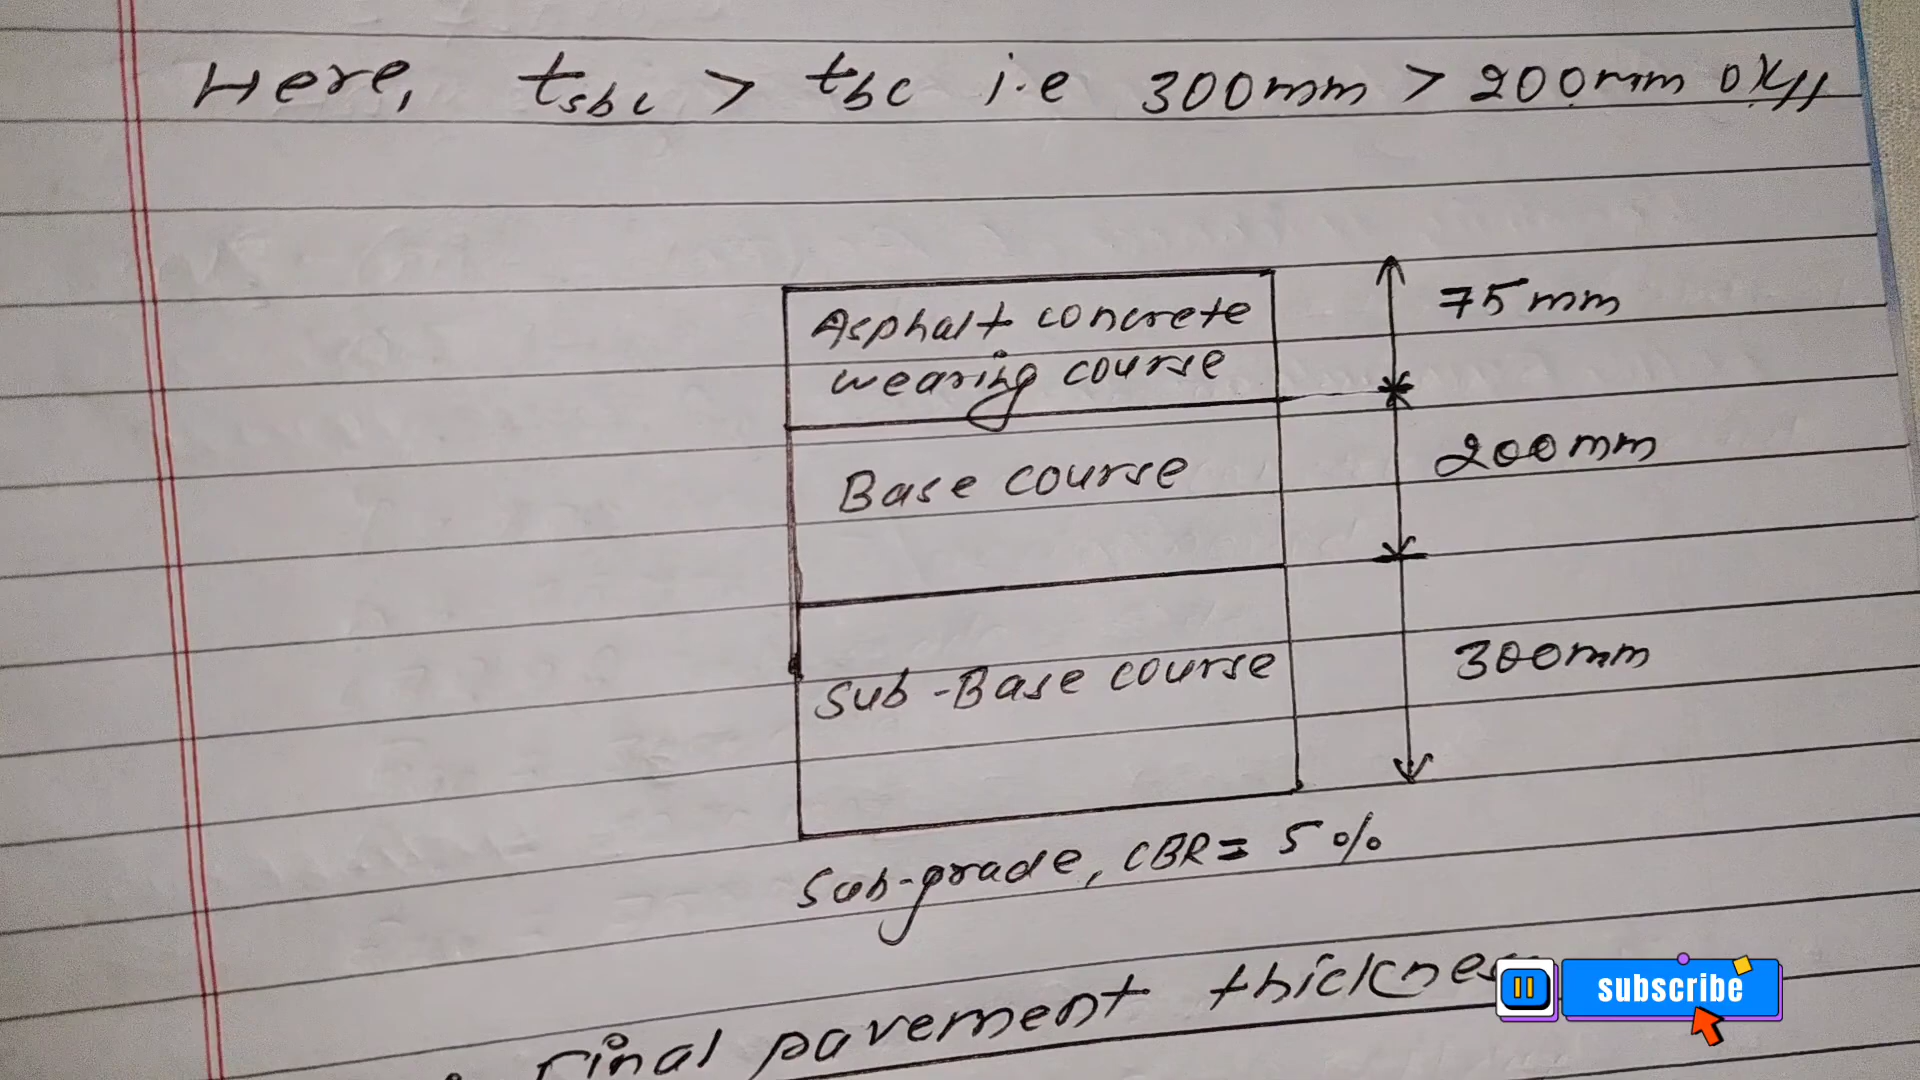 Here, tsbc > tbc i.e 300mm > 200mm OK//
Asphalt concrete
wearing course
75mm
Base course
200mm
Sub-Base course
300mm
Sub-grade, CBR = 5%
Final pavement thickness
subscribe